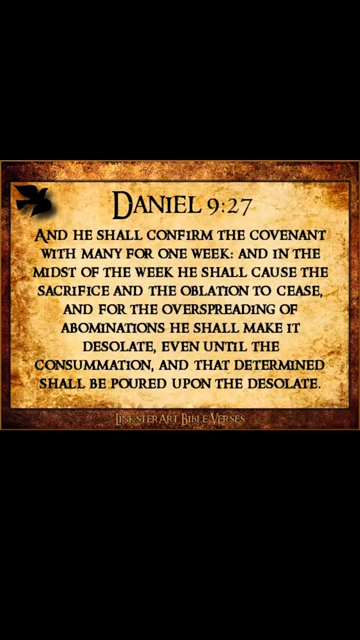 Daniel 9:27
And he shall confirm the covenant
with many for one week: and in the
midst of the week he shall cause the
sacrifice and the oblation to cease,
and for the overspreading of
abominations he shall make it
desolate, even until the
consummation, and that determined
shall be poured upon the desolate.
LinksterArt Bible Verses